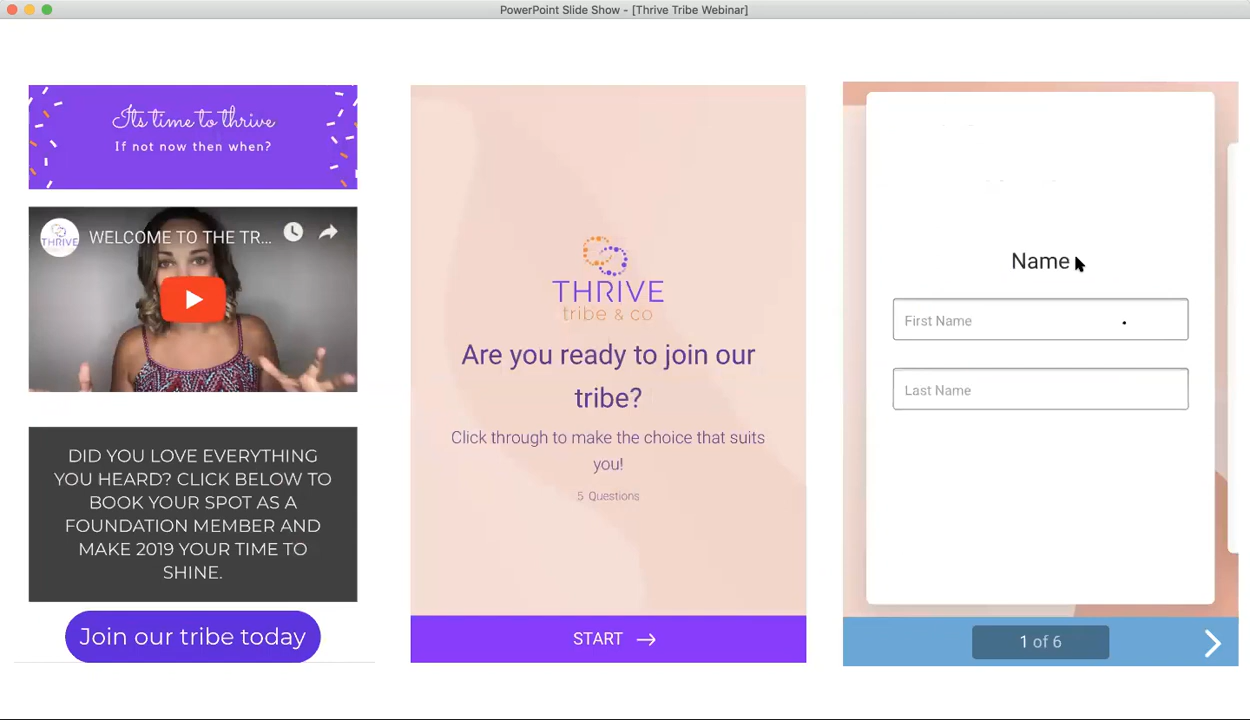 PowerPoint Slide Show - [Thrive Tribe Webinar]
Its time to thrive
If not now then when?
THRIVE
WELCOME TO THE TR...
DID YOU LOVE EVERYTHING
YOU HEARD? CLICK BELOW TO
BOOK YOUR SPOT AS A
FOUNDATION MEMBER AND
MAKE 2019 YOUR TIME TO
SHINE.
Join our tribe today
THRIVE
tribe & co
Are you ready to join our
tribe?
Click through to make the choice that suits
you!
5 Questions
START
Name
First Name
Last Name
1 of 6